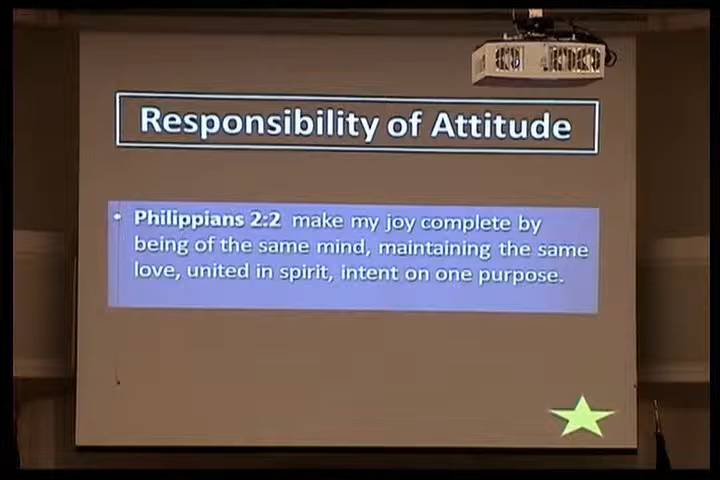 Responsibility of Attitude
• Philippians 2:2 make my joy complete by
being of the same mind, maintaining the same
love, united in spirit, intent on one purpose.